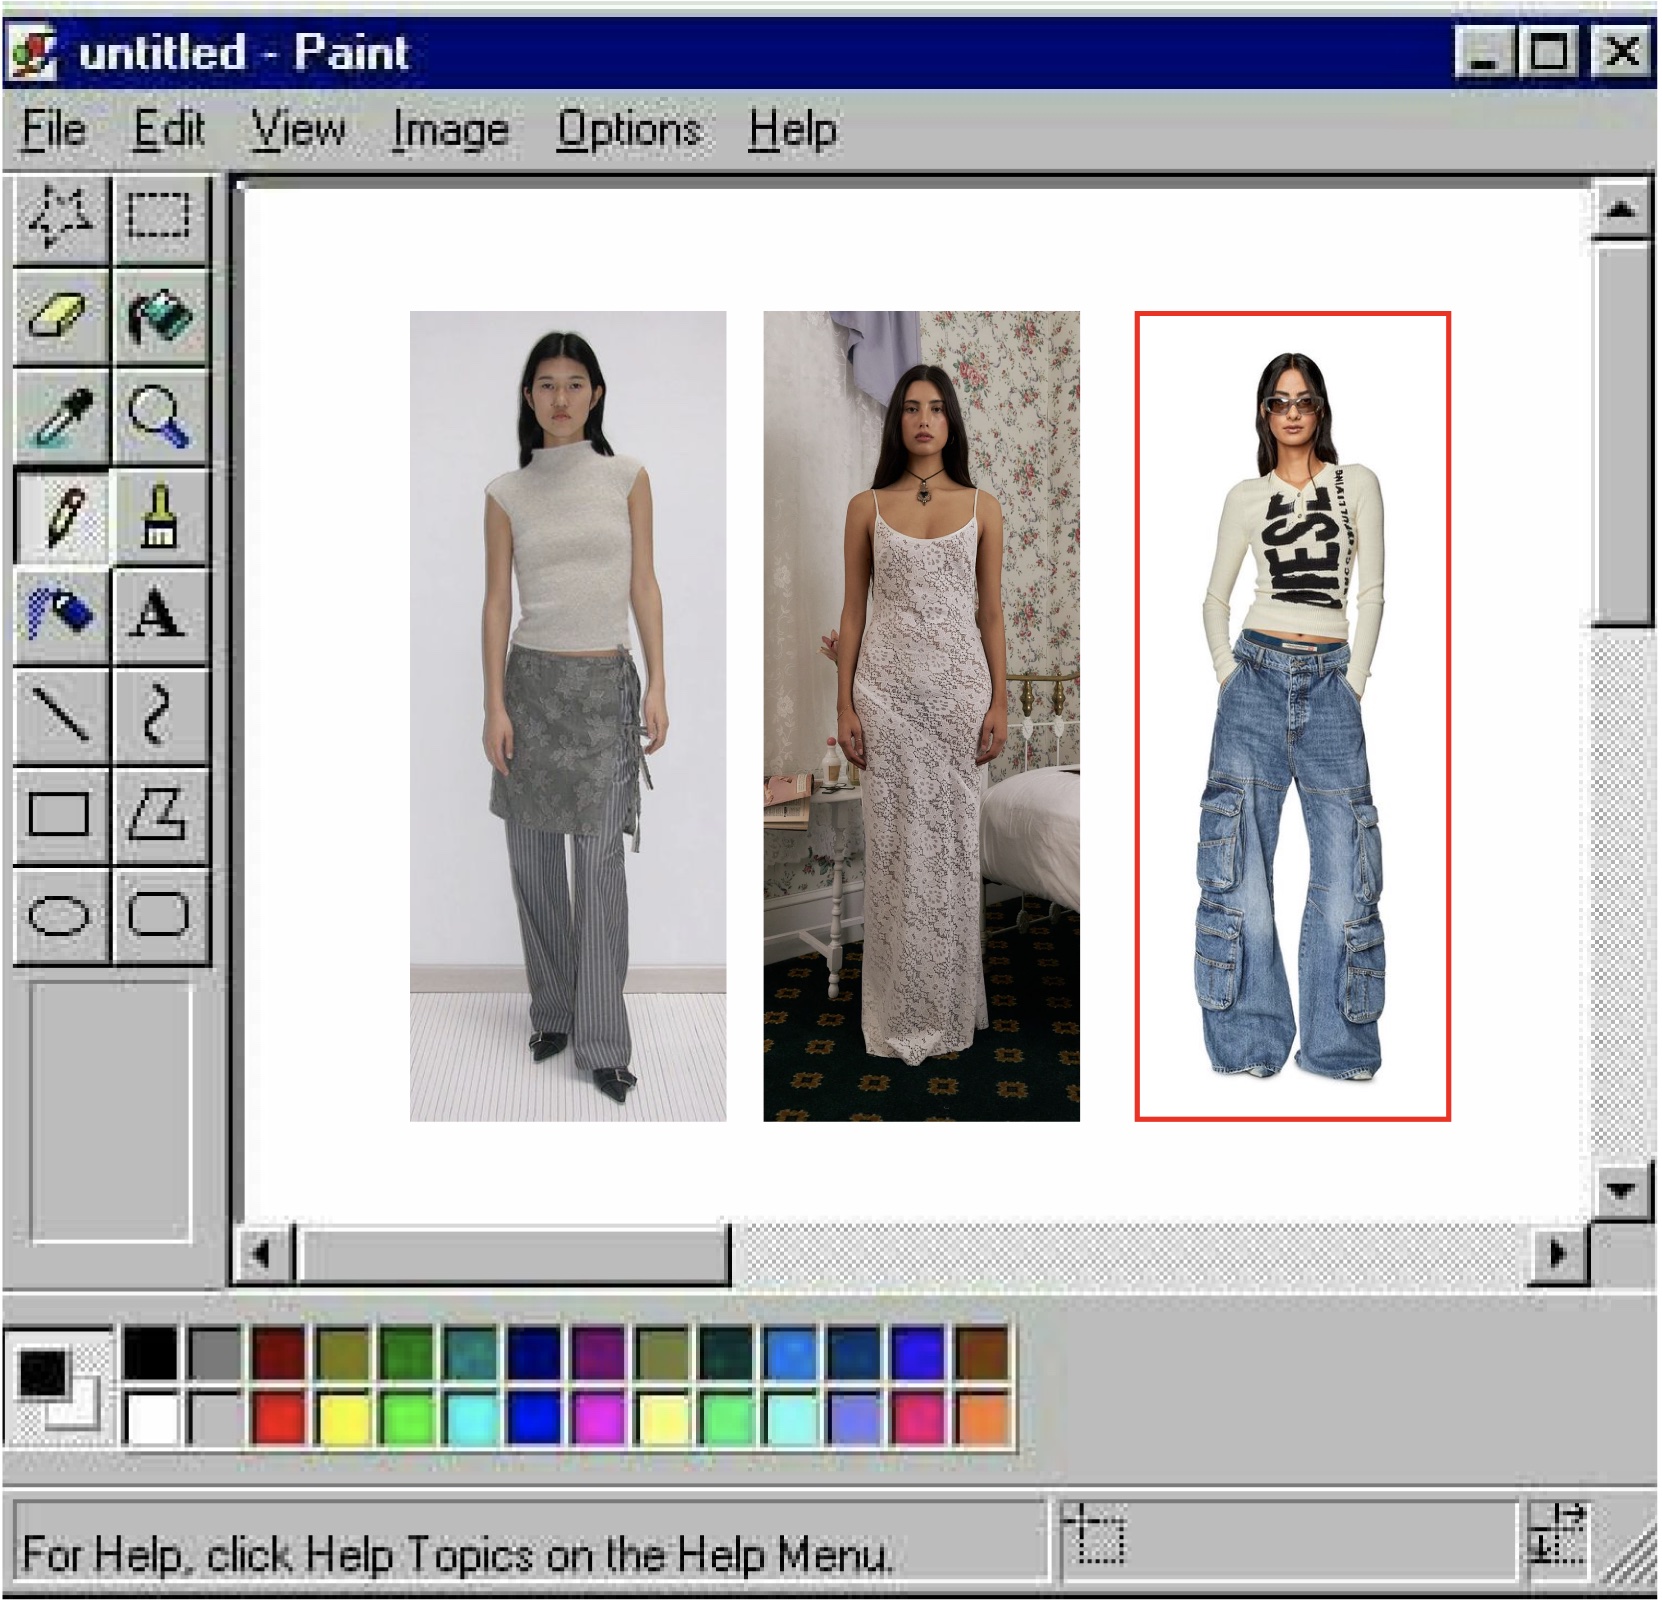 untitled - Paint
File Edit View Image Options Help
A
DIESEL
For Help, click Help Topics on the Help Menu.